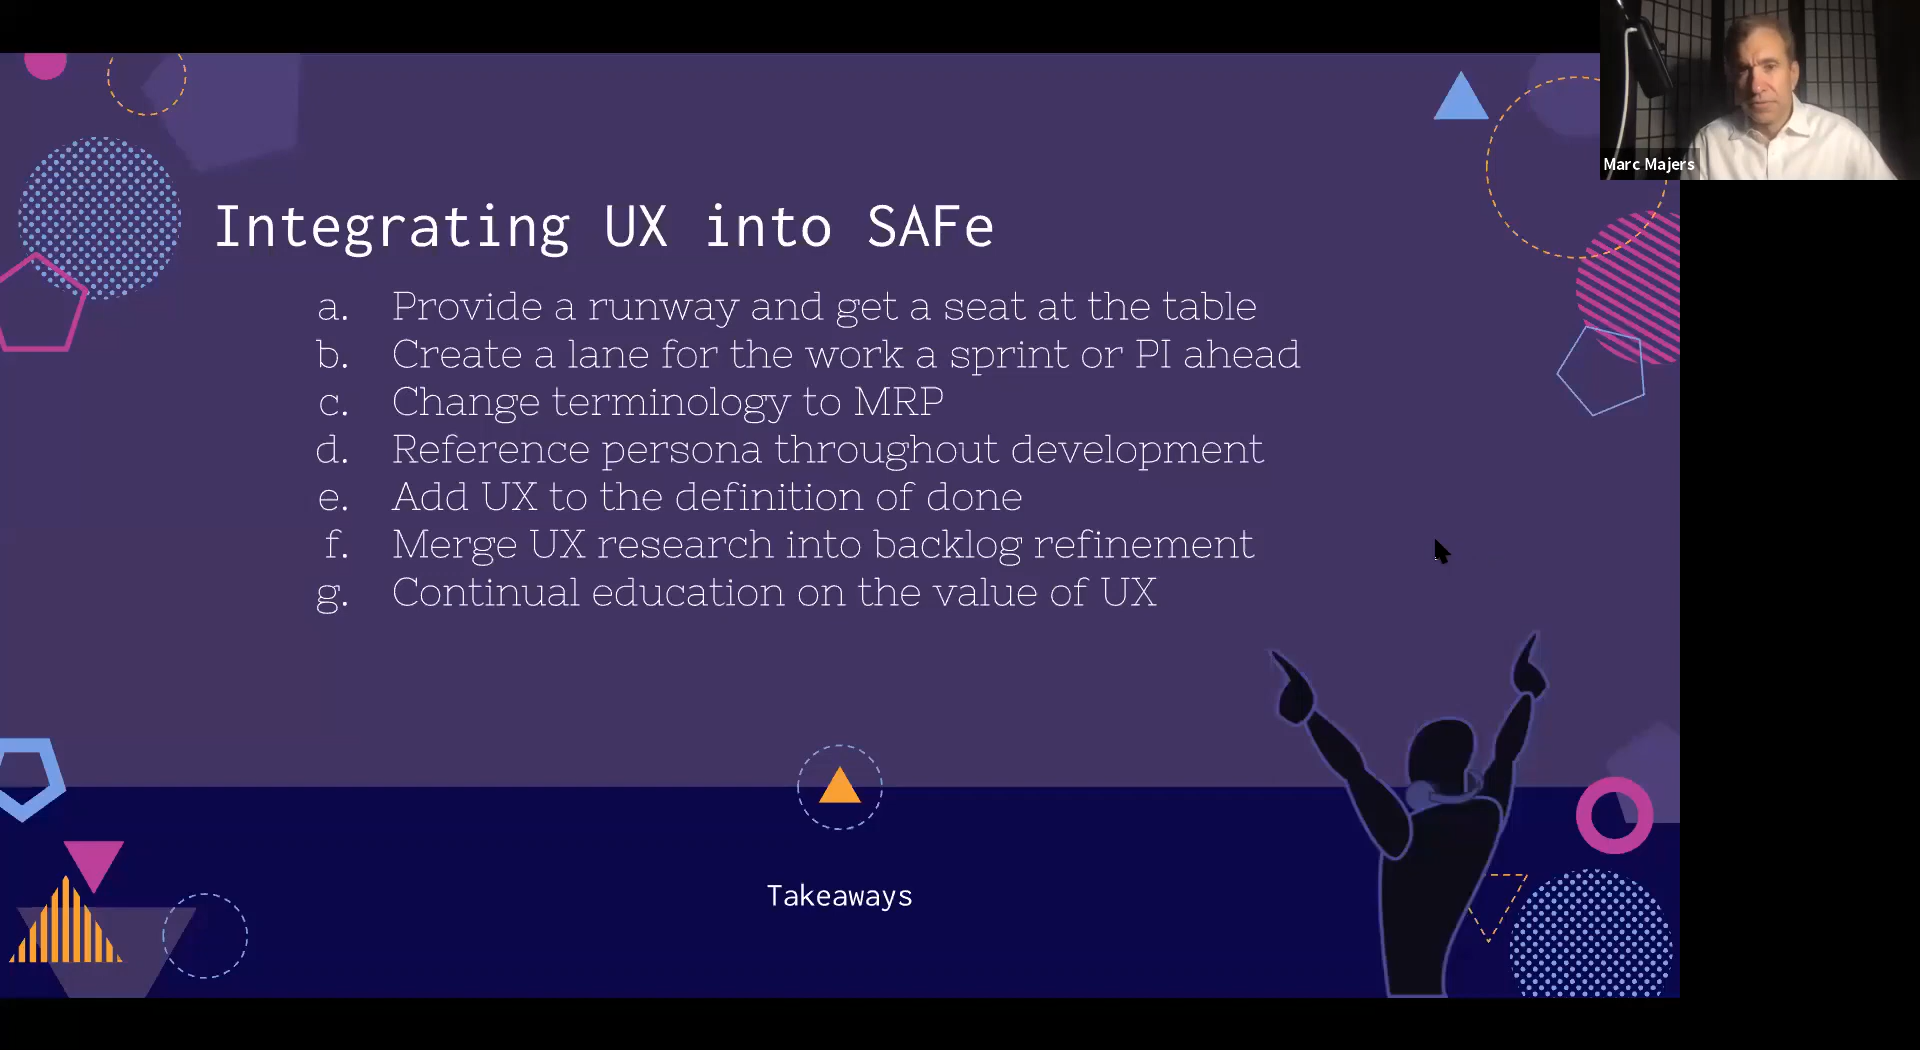 Marc Majers
Integrating UX into SAFe
a. Provide a runway and get a seat at the table
b. Create a lane for the work a sprint or PI ahead
c. Change terminology to MRP
d. Reference persona throughout development
e. Add UX to the definition of done
f. Merge UX research into backlog refinement
g. Continual education on the value of UX
Takeaways